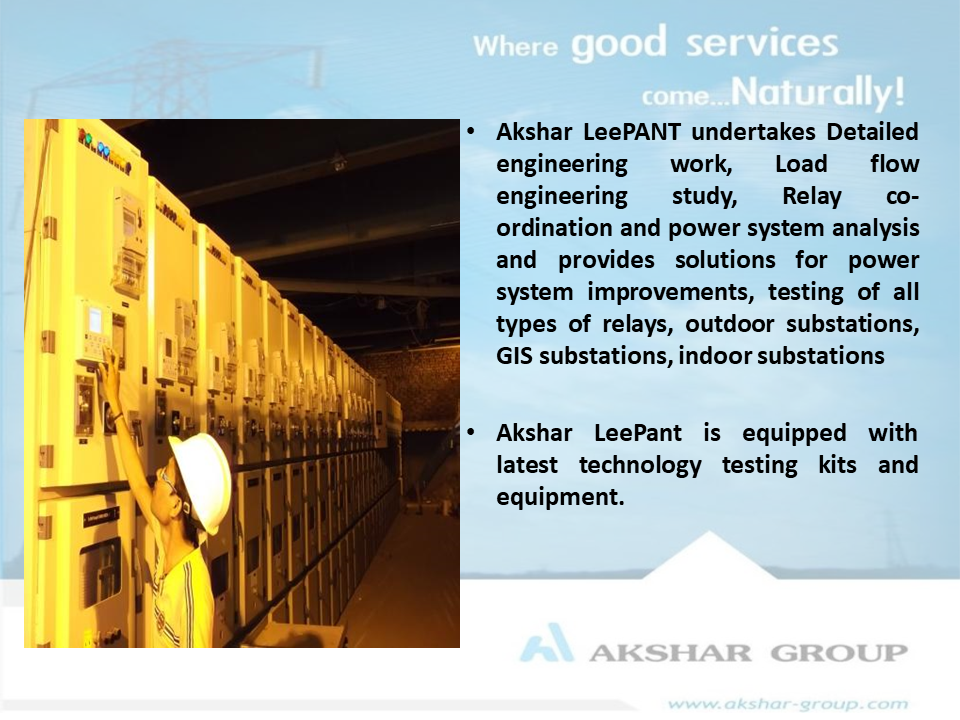 Where good services
come...Naturally!
• Akshar LeePANT undertakes Detailed
engineering work, Load flow
engineering study, Relay co-
ordination and power system analysis
and provides solutions for power
system improvements, testing of all
types of relays, outdoor substations,
GIS substations, indoor substations
• Akshar LeePant is equipped with
latest technology testing kits and
equipment.
AKSHAR GROUP
www.akshar-group.com